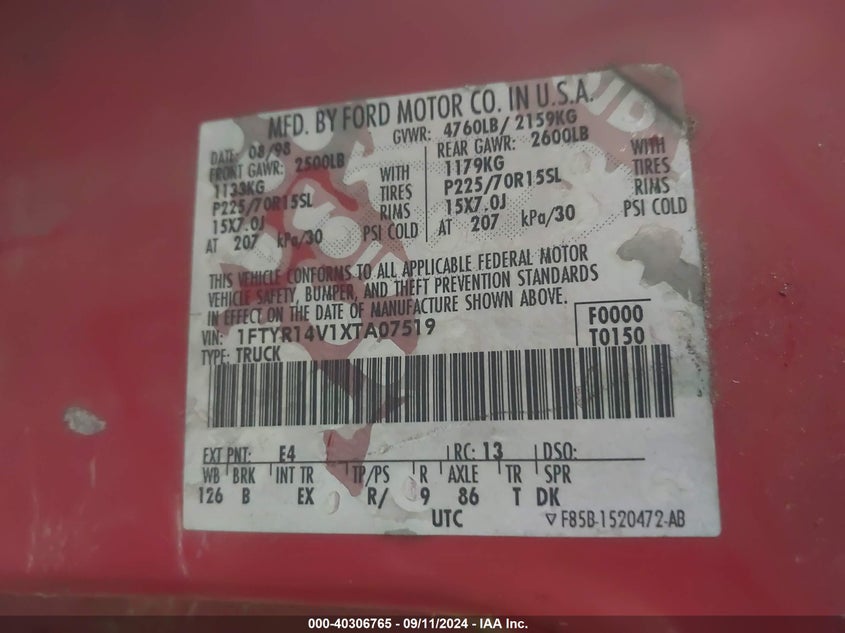 MFD. BY FORD MOTOR CO. IN U.S.A.
DATE: 08/98 GVWR: 4760LB/ 2159KG
FRONT GAWR: 2500LB REAR GAWR: 2600LB
1133KG WITH 1179KG WITH
P225/70R15SL TIRES P225/70R15SL TIRES
15X7.0J RIMS 15X7.0J RIMS
AT 207 kPa/30 PSI COLD AT 207 kPa/30 PSI COLD
THIS VEHICLE CONFORMS TO ALL APPLICABLE FEDERAL MOTOR
VEHICLE SAFETY, BUMPER, AND THEFT PREVENTION STANDARDS
IN EFFECT ON THE DATE OF MANUFACTURE SHOWN ABOVE.
VIN: 1FTYR14V1XTA07519 F0000
TYPE: TRUCK T0150
EXT PNT: E4 RC: 13 DSO:
WB BRK INT TR TP/PS R AXLE TR SPR
126 B EX R/ 9 86 T DK
UTC ▽ F85B-1520472-AB
000-40306765 - 09/11/2024 - IAA Inc.